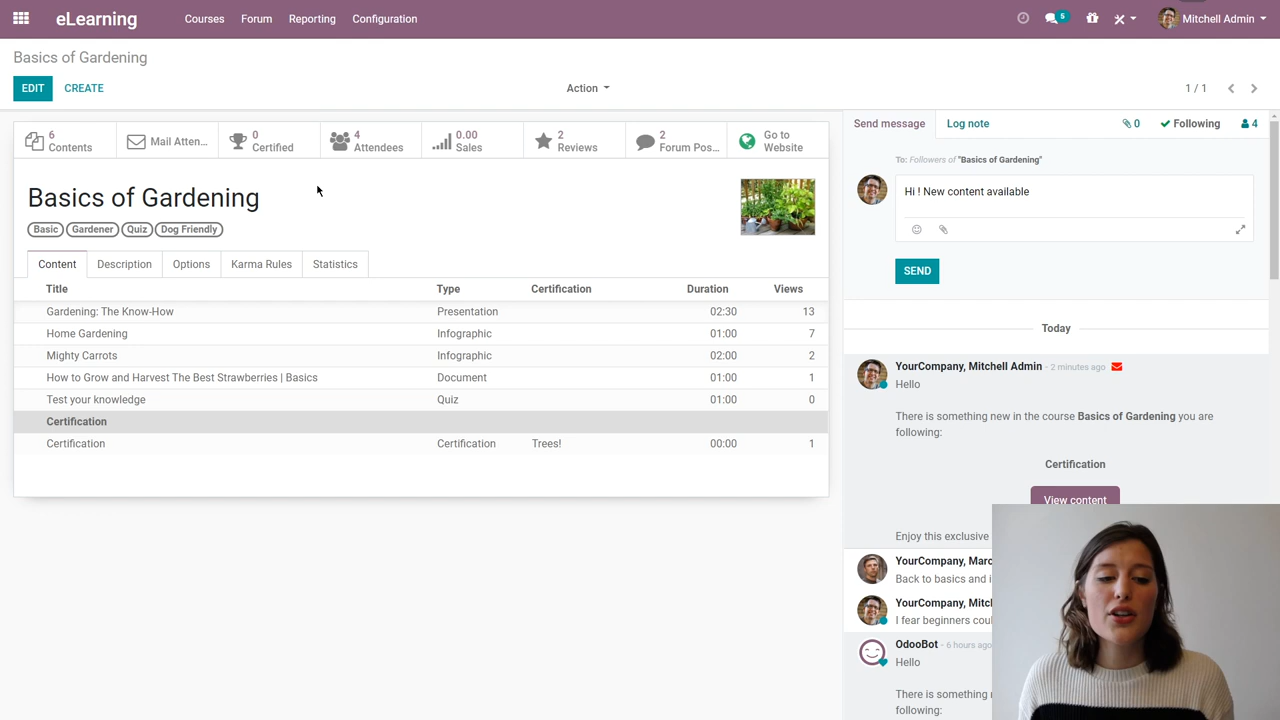 eLearning Courses Forum Reporting Configuration 5 Mitchell Admin
Basics of Gardening
EDIT CREATE Action 1 / 1
6 Contents
Mail Atten...
0 Certified
4 Attendees
0.00 Sales
2 Reviews
2 Forum Pos...
Go to Website
Basics of Gardening
Basic Gardener Quiz Dog Friendly
Content Description Options Karma Rules Statistics
Title Type Certification Duration Views
Gardening: The Know-How Presentation 02:30 13
Home Gardening Infographic 01:00 7
Mighty Carrots Infographic 02:00 2
How to Grow and Harvest The Best Strawberries | Basics Document 01:00 1
Test your knowledge Quiz 01:00 0
Certification
Certification Certification Trees! 00:00 1
Send message Log note 0 Following 4
To: Followers of "Basics of Gardening"
Hi ! New content available
SEND
Today
YourCompany, Mitchell Admin - 2 minutes ago
Hello
There is something new in the course Basics of Gardening you are
following:
Certification
View content
Enjoy this exclusive
YourCompany, Marc
Back to basics and i
YourCompany, Mitch
I fear beginners cou
OdooBot - 6 hours ago
Hello
There is something
following: